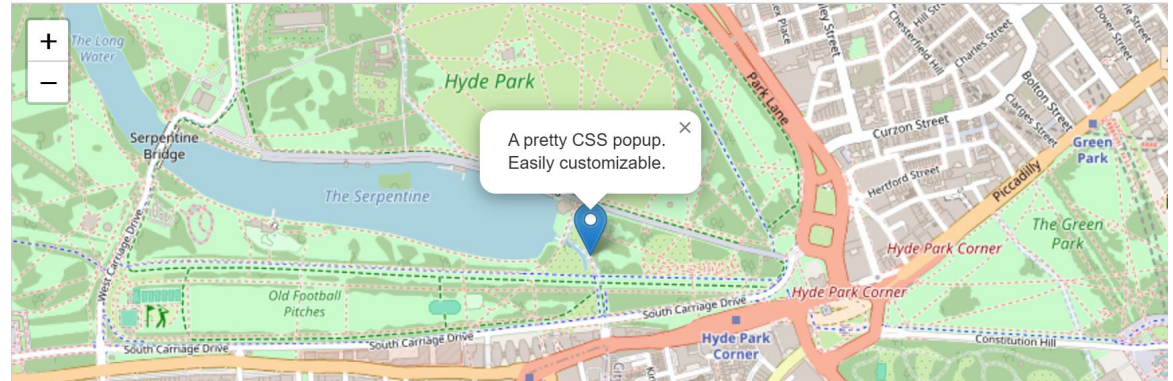 +
−
The Long
Water
Serpentine
Bridge
Hyde Park
The Serpentine
West Carriage Drive
Old Football
Pitches
South Carriage Drive
South Carriage Drive
South Carriage Drive
A pretty CSS popup.
Easily customizable.
×
Park Lane
Chesterfield Hill
Hill Str
Charles Street
Dover Street
Bolton Street
Clarges Street
Curzon Street
Hertford Street
Piccadilly
Green
Park
The Green
Park
Hyde Park Corner
Hyde Park Corner
Hyde Park
Corner
Constitution Hill